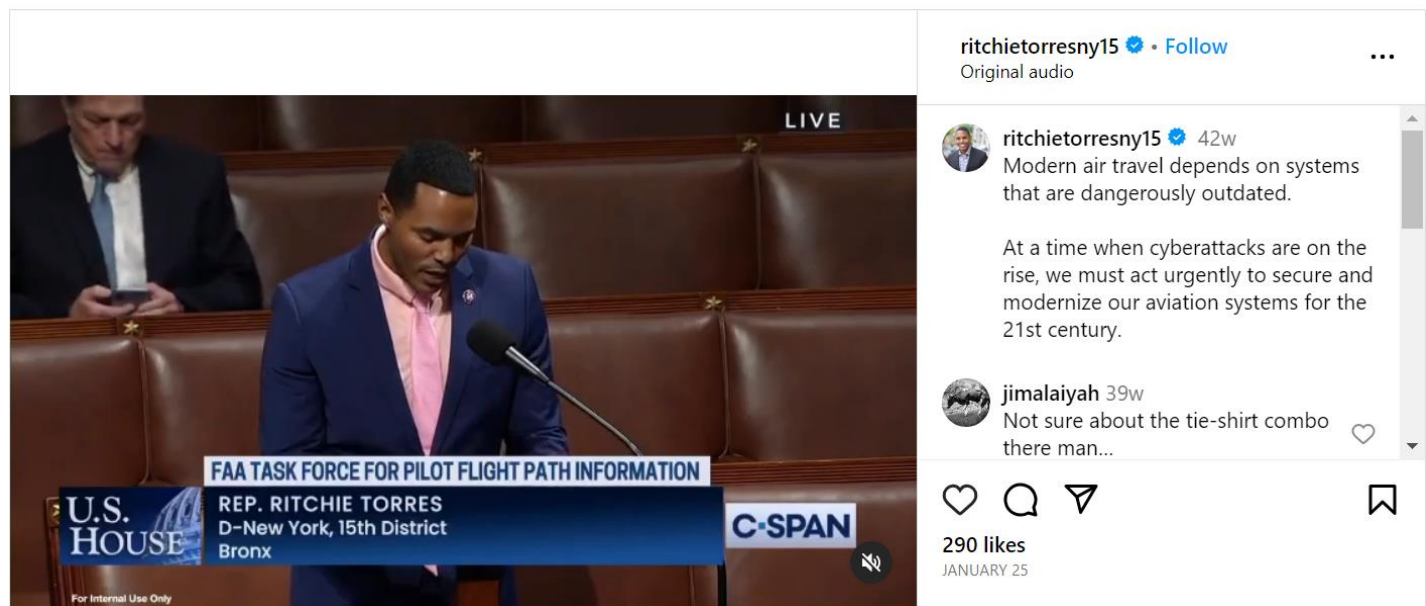 LIVE
FAA TASK FORCE FOR PILOT FLIGHT PATH INFORMATION
U.S.
HOUSE
REP. RITCHIE TORRES
D-New York, 15th District
Bronx
C-SPAN
For Internal Use Only
ritchietorresny15 • Follow
Original audio
ritchietorresny15 42w
Modern air travel depends on systems
that are dangerously outdated.
At a time when cyberattacks are on the
rise, we must act urgently to secure and
modernize our aviation systems for the
21st century.
jimalaiyah 39w
Not sure about the tie-shirt combo
there man...
290 likes
JANUARY 25